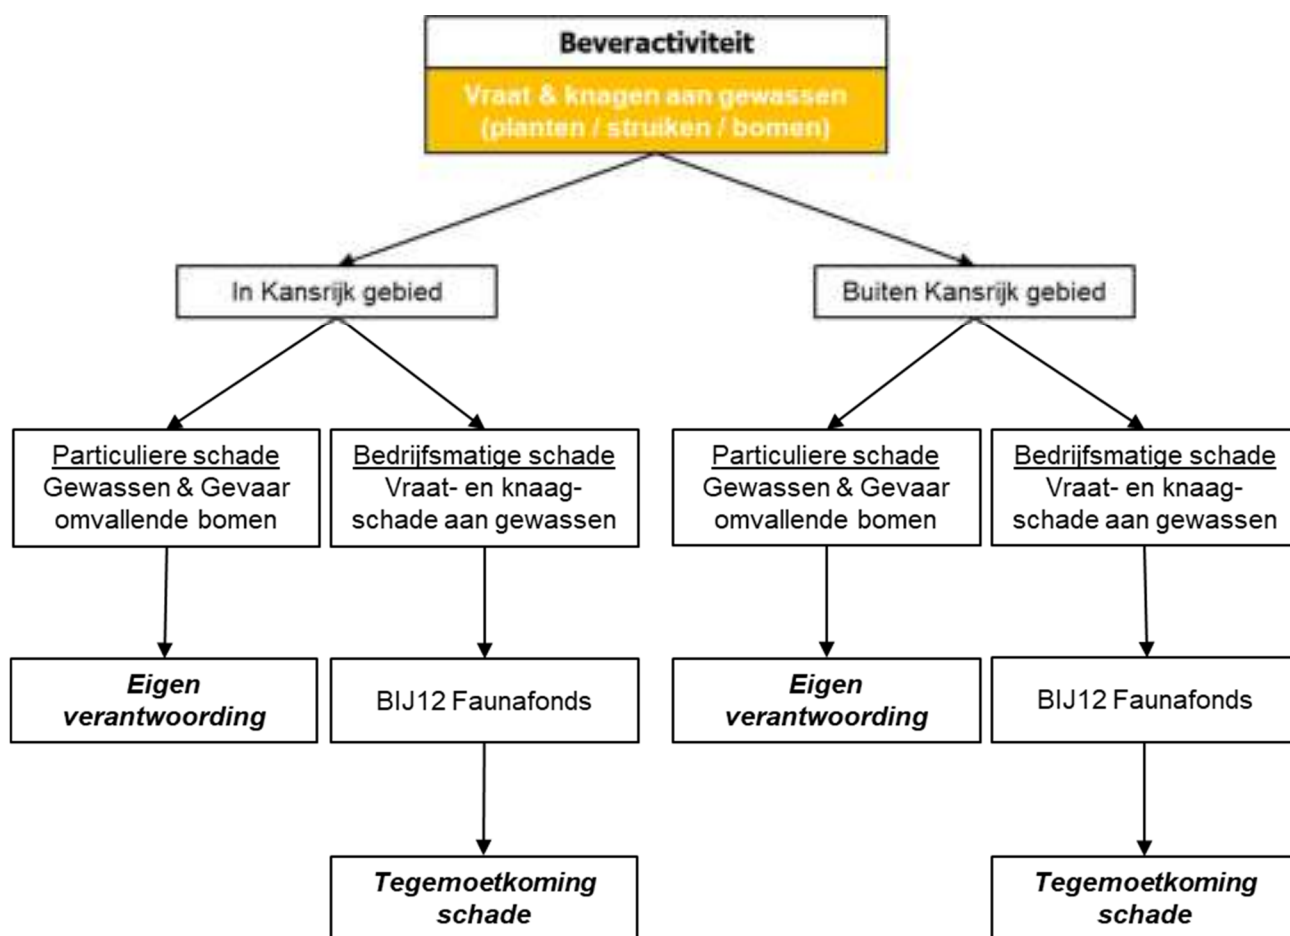 Beveractiviteit
Vraat & knagen aan gewassen
(planten / struiken / bomen)
In Kansrijk gebied
Buiten Kansrijk gebied
Particuliere schade
Gewassen & Gevaar
omvallende bomen
Bedrijfsmatige schade
Vraat- en knaag-
schade aan gewassen
Particuliere schade
Gewassen & Gevaar
omvallende bomen
Bedrijfsmatige schade
Vraat- en knaag-
schade aan gewassen
Eigen
verantwoording
BIJ12 Faunafonds
Eigen
verantwoording
BIJ12 Faunafonds
Tegemoetkoming
schade
Tegemoetkoming
schade